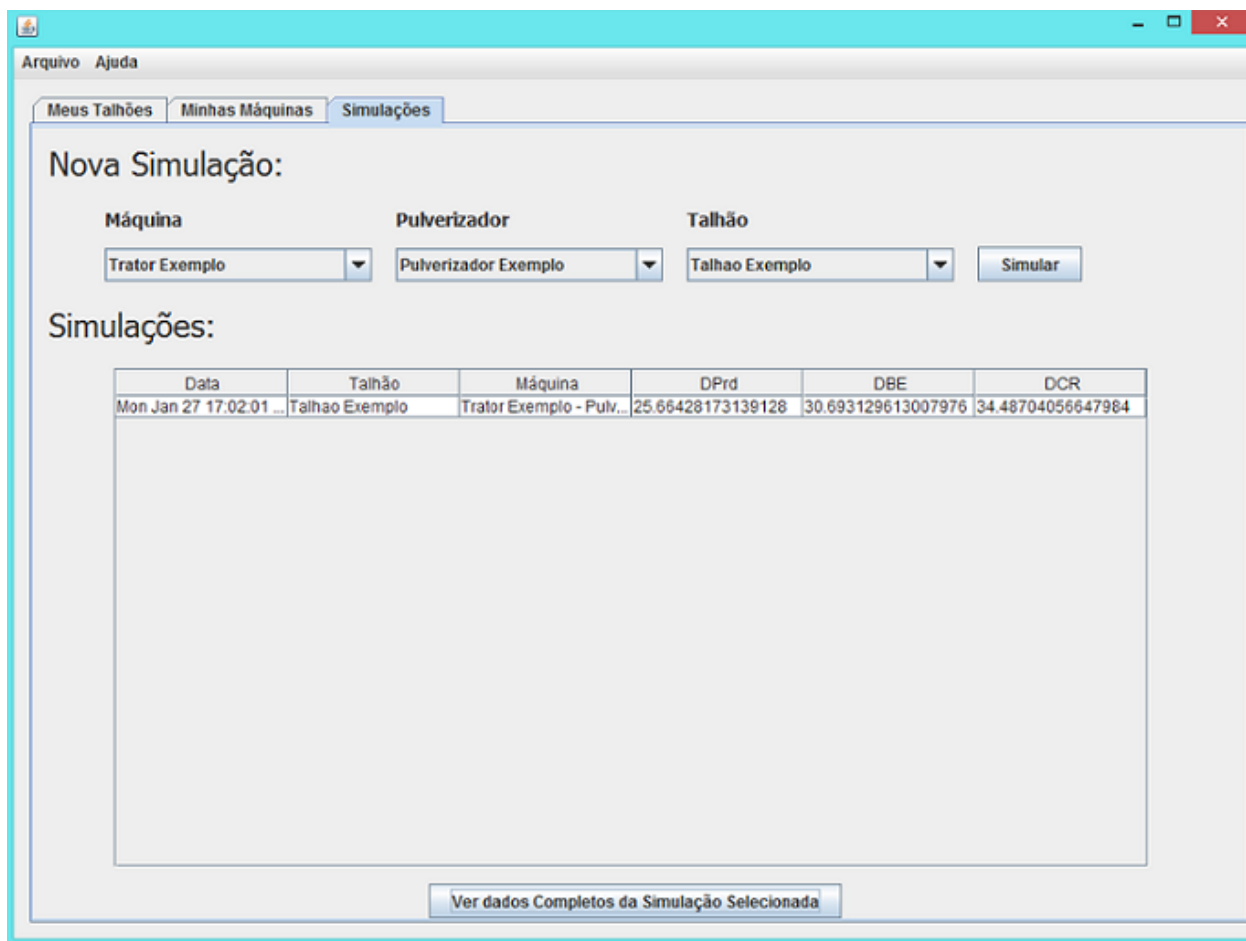 Arquivo Ajuda
Meus Talhões Minhas Máquinas Simulações
Nova Simulação:
Máquina Pulverizador Talhão
Trator Exemplo Pulverizador Exemplo Talhao Exemplo Simular
Simulações:
Data Talhão Máquina DPrd DBE DCR
Mon Jan 27 17:02:01 ... Talhao Exemplo Trator Exemplo - Pulv... 25.66428173139128 30.693129613007976 34.48704056647984
Ver dados Completos da Simulação Selecionada